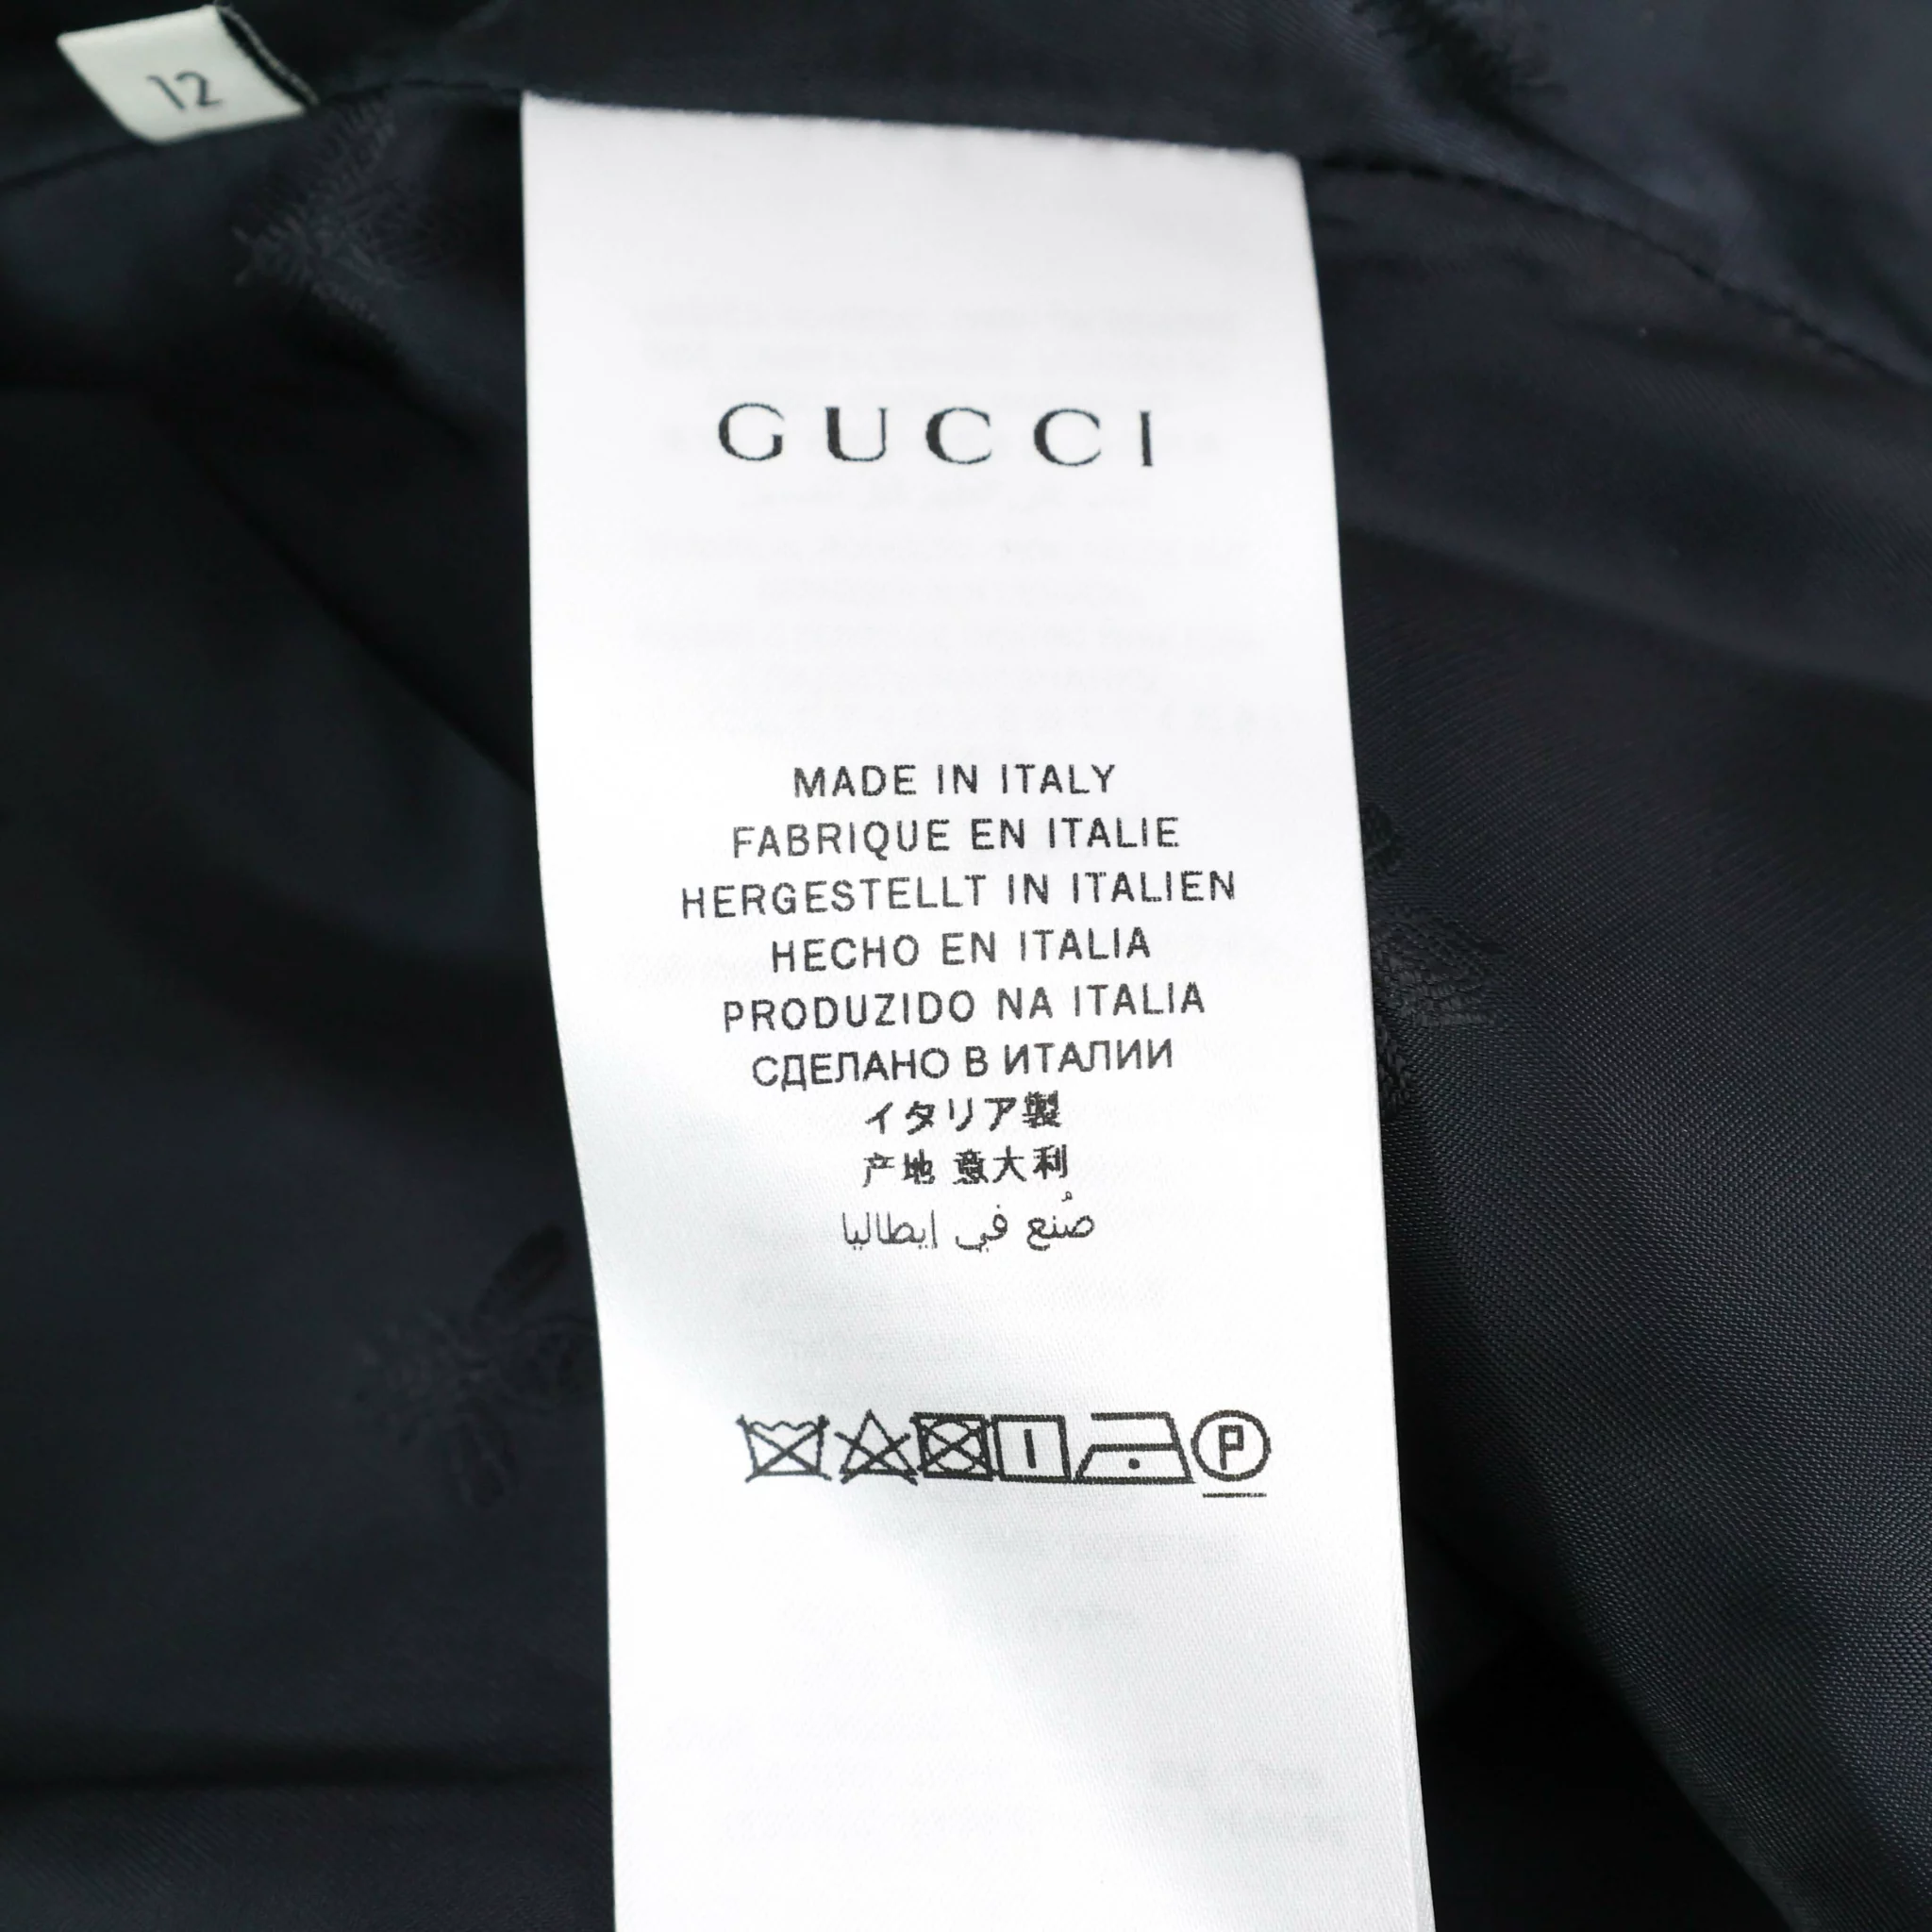 12
GUCCI
MADE IN ITALY
FABRIQUE EN ITALIE
HERGESTELLT IN ITALIEN
HECHO EN ITALIA
PRODUZIDO NA ITALIA
СДЕЛАНО В ИТАЛИИ
イタリア製
产地 意大利
صُنع في إيطاليا
P